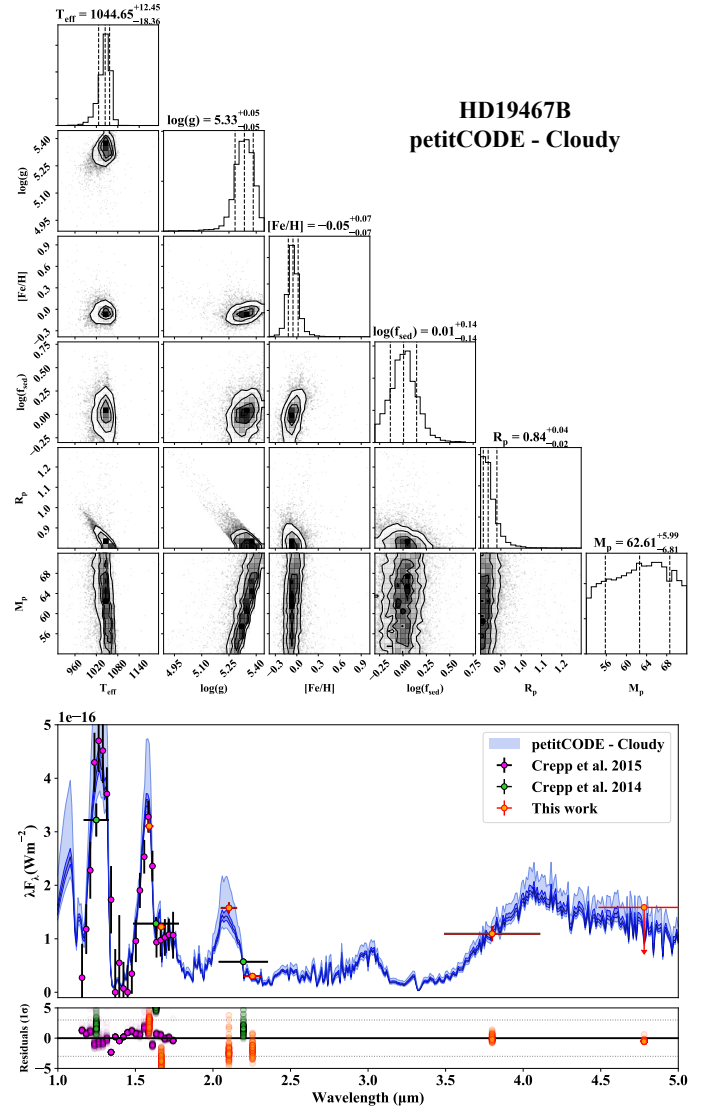 T_eff = 1044.65 +12.45 −18.36
HD19467B
petitCODE - Cloudy
log(g)
5.40
5.25
5.10
4.95
log(g) = 5.33 +0.05 −0.05
[Fe/H]
0.9
0.6
0.3
0.0
−0.3
[Fe/H] = −0.05 +0.07 −0.07
log(f_sed)
0.75
0.50
0.25
0.00
−0.25
log(f_sed) = 0.01 +0.14 −0.14
R_p
1.2
1.1
1.0
0.9
R_p = 0.84 +0.04 −0.02
M_p
68
64
60
56
M_p = 62.61 +5.99 −6.81
960 1020 1080 1140
T_eff
4.95 5.10 5.25 5.40
log(g)
−0.3 0.0 0.3 0.6 0.9
[Fe/H]
−0.25 0.00 0.25 0.50 0.75
log(f_sed)
0.9 1.0 1.1 1.2
R_p
56 60 64 68
M_p
1e−16
5
4
3
2
1
0
λF_λ(Wm⁻²)
petitCODE - Cloudy
Crepp et al. 2015
Crepp et al. 2014
This work
Residuals (1σ)
5
0
−5
1.0 1.5 2.0 2.5 3.0 3.5 4.0 4.5 5.0
Wavelength (μm)